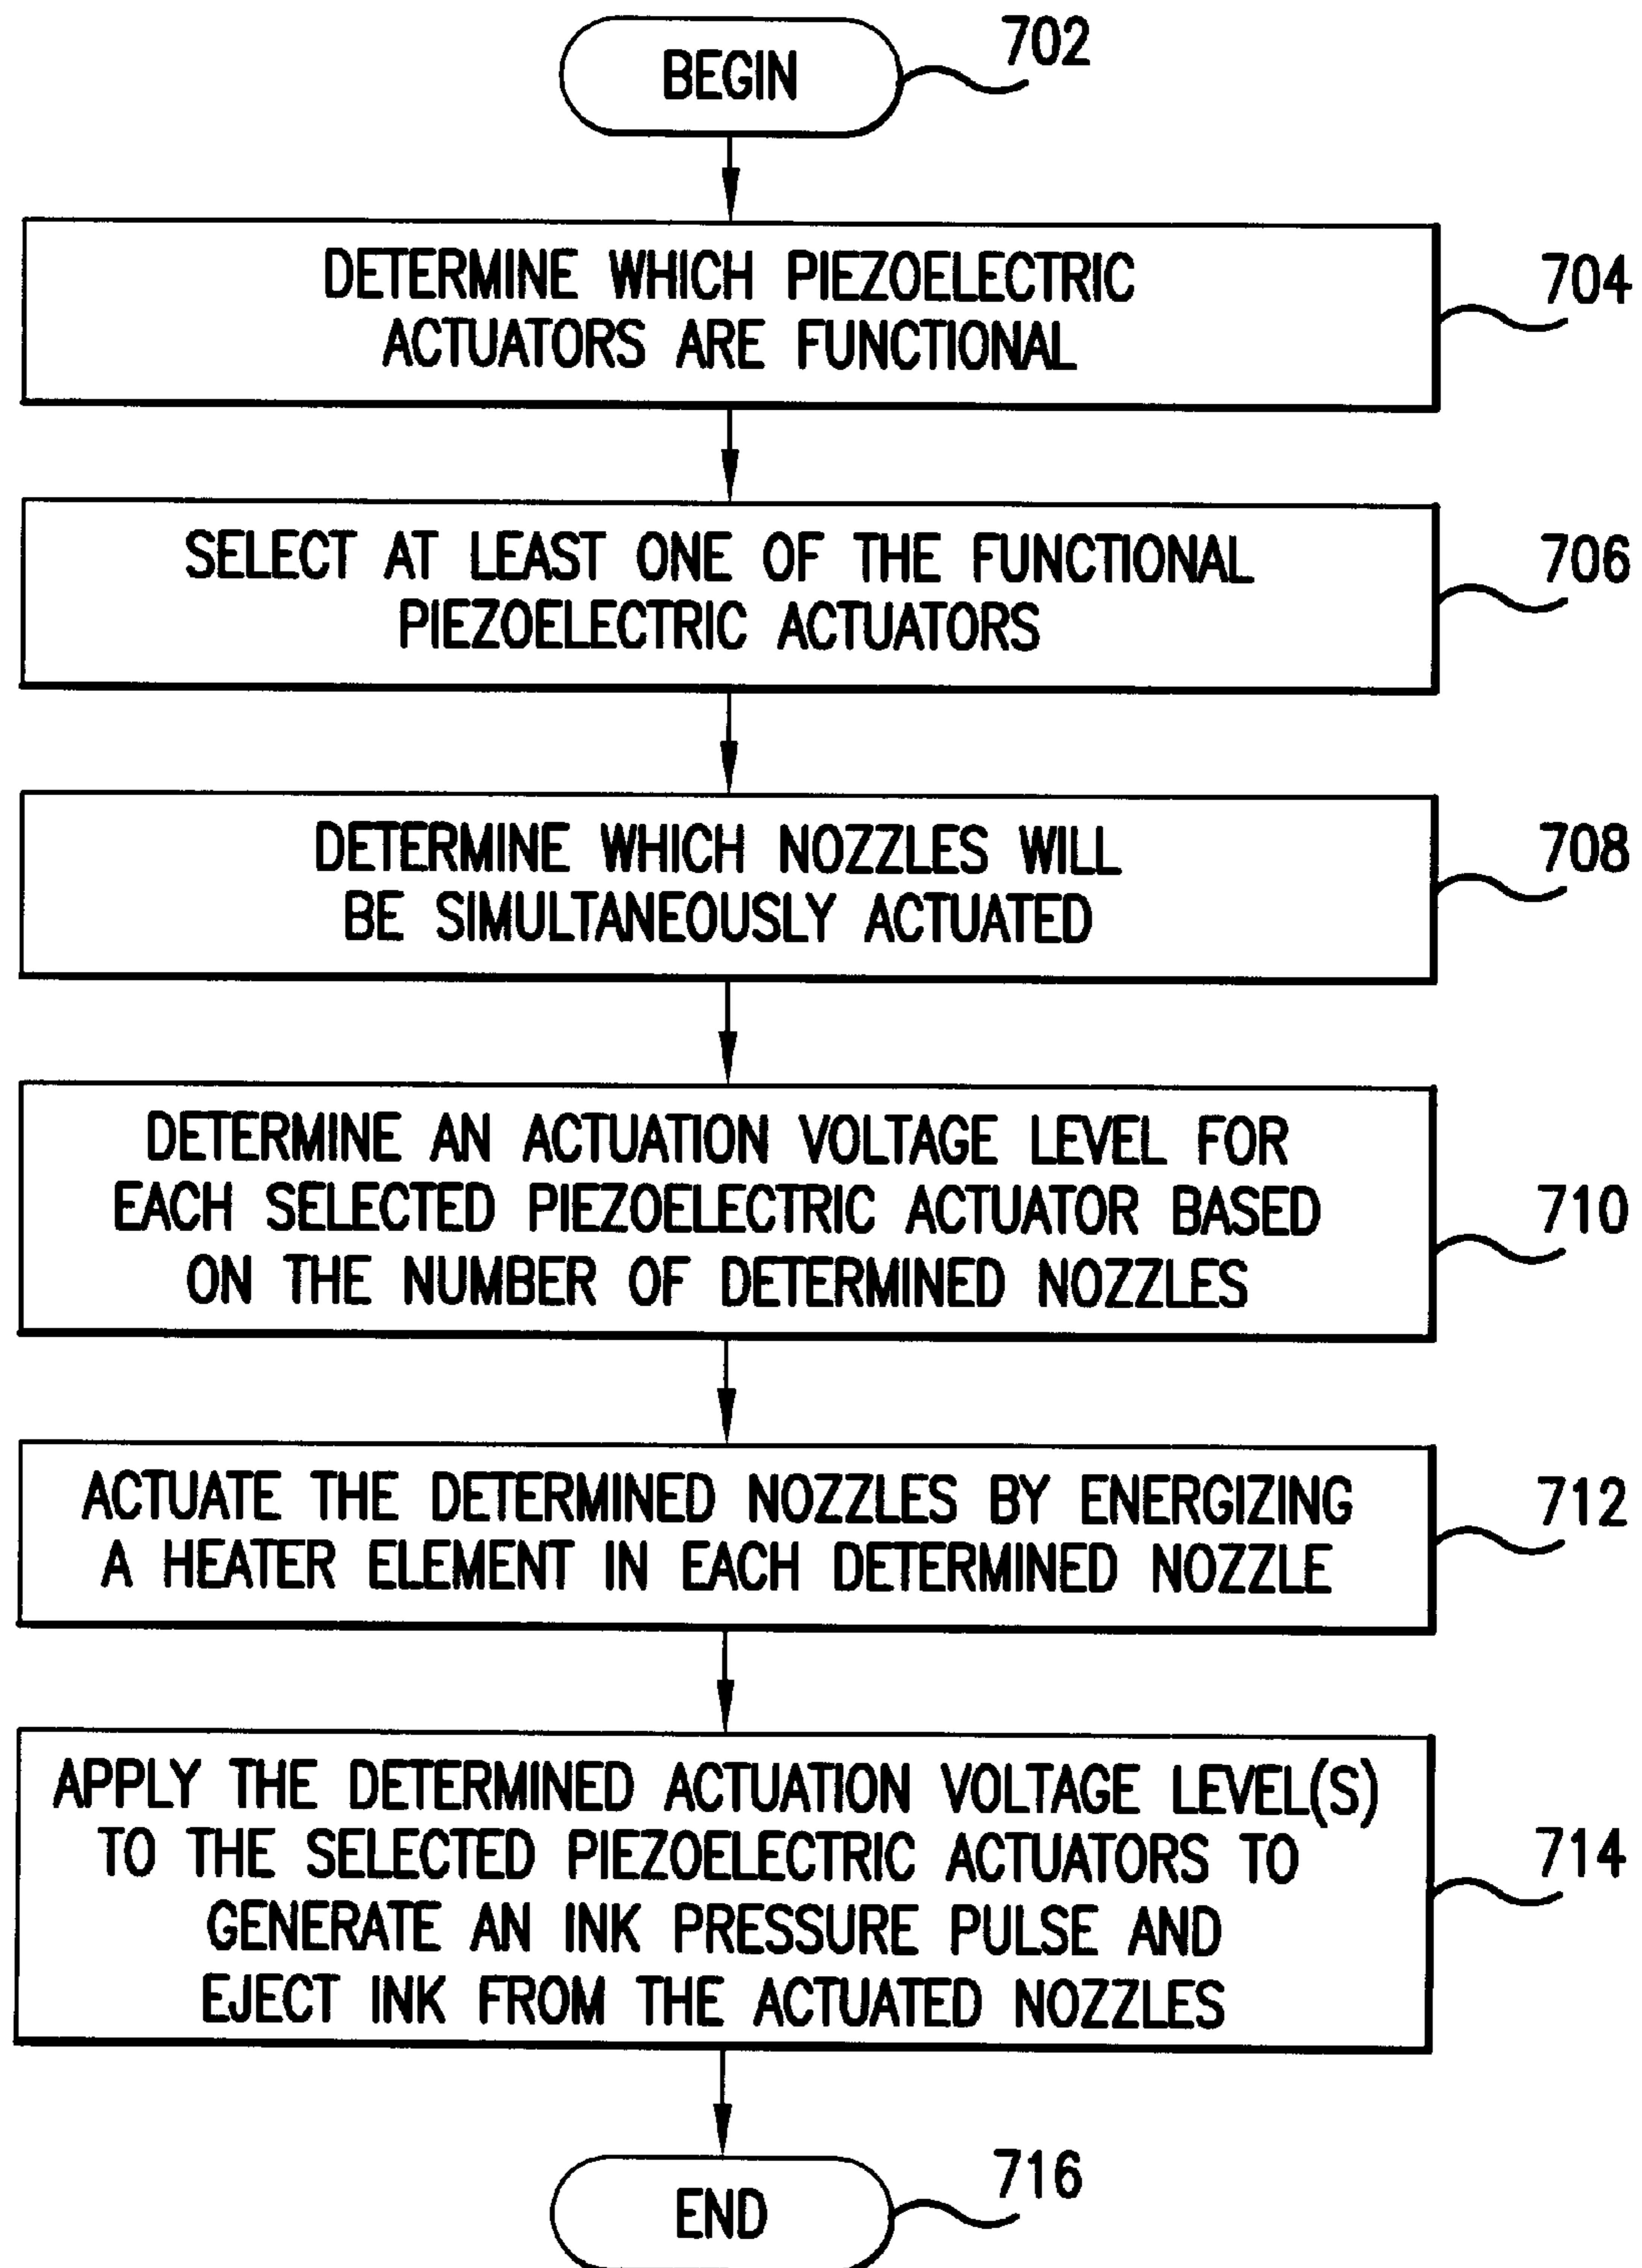 BEGIN
702
DETERMINE WHICH PIEZOELECTRIC
ACTUATORS ARE FUNCTIONAL
704
SELECT AT LEAST ONE OF THE FUNCTIONAL
PIEZOELECTRIC ACTUATORS
706
DETERMINE WHICH NOZZLES WILL
BE SIMULTANEOUSLY ACTUATED
708
DETERMINE AN ACTUATION VOLTAGE LEVEL FOR
EACH SELECTED PIEZOELECTRIC ACTUATOR BASED
ON THE NUMBER OF DETERMINED NOZZLES
710
ACTUATE THE DETERMINED NOZZLES BY ENERGIZING
A HEATER ELEMENT IN EACH DETERMINED NOZZLE
712
APPLY THE DETERMINED ACTUATION VOLTAGE LEVEL(S)
TO THE SELECTED PIEZOELECTRIC ACTUATORS TO
GENERATE AN INK PRESSURE PULSE AND
EJECT INK FROM THE ACTUATED NOZZLES
714
END
716